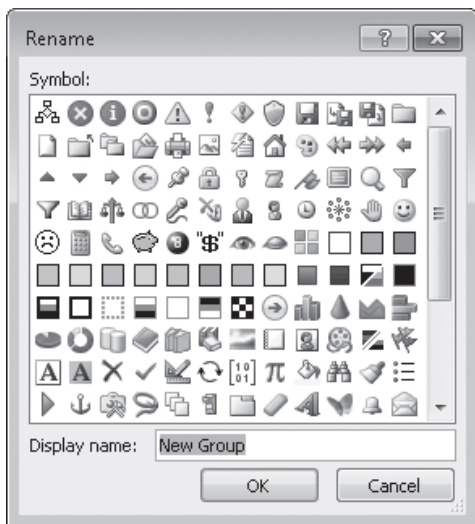 Rename
Symbol:
"$"
A A
10
01
π
A
Display name: New Group
OK Cancel